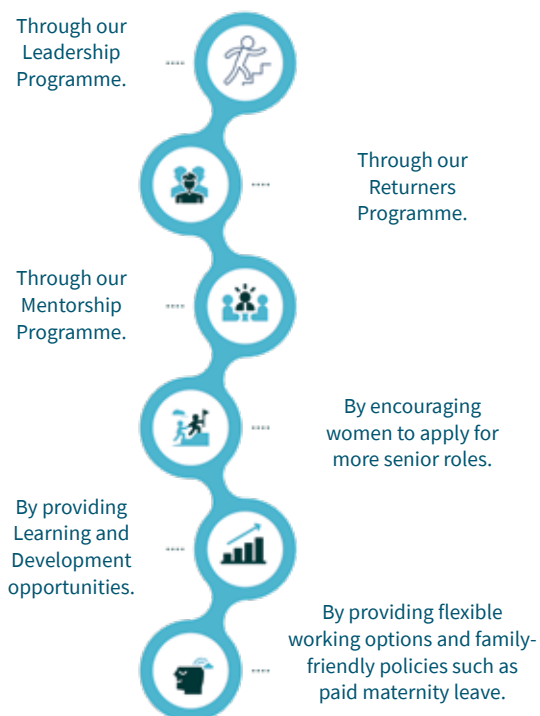 Through our
Leadership
Programme.
Through our
Returners
Programme.
Through our
Mentorship
Programme.
By encouraging
women to apply for
more senior roles.
By providing
Learning and
Development
opportunities.
By providing flexible
working options and family-
friendly policies such as
paid maternity leave.